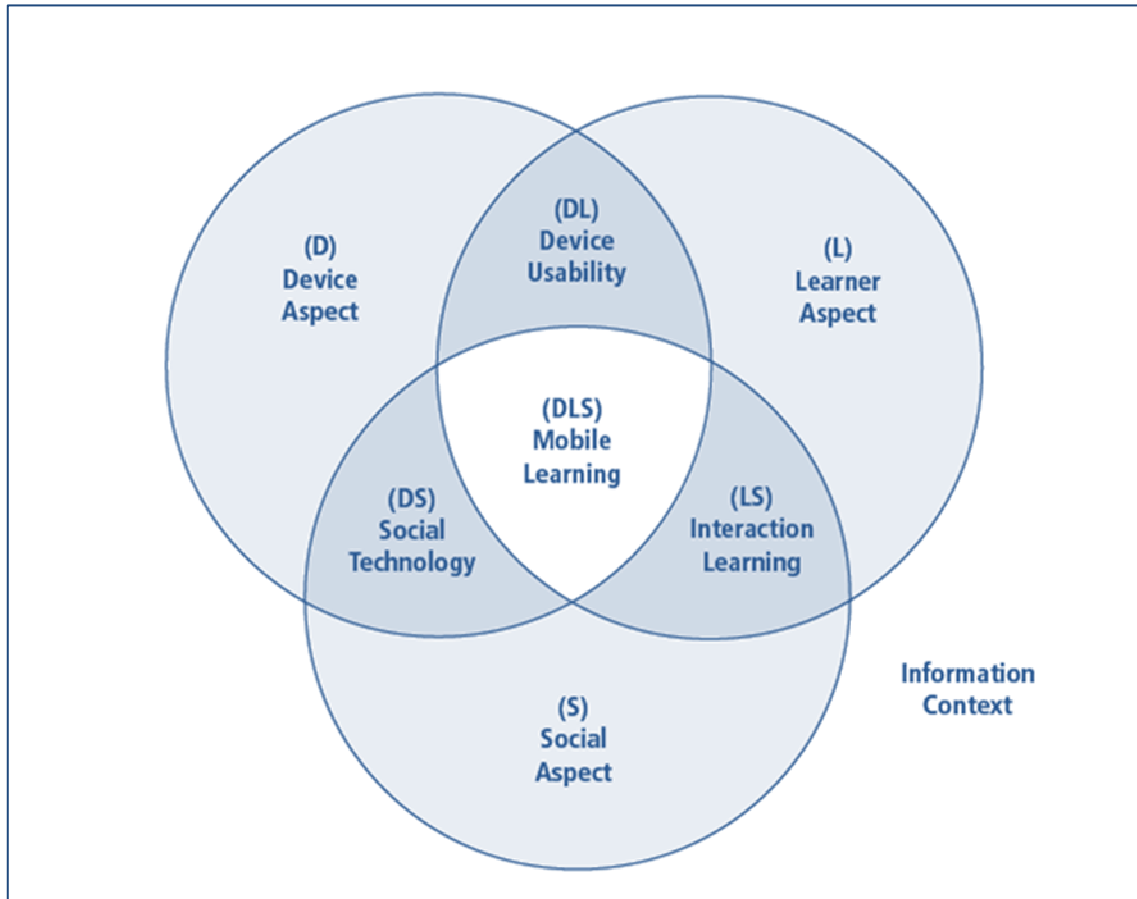 (DL)
Device
Usability
(D)
Device
Aspect
(L)
Learner
Aspect
(DLS)
Mobile
Learning
(DS)
Social
Technology
(LS)
Interaction
Learning
Information
Context
(S)
Social
Aspect